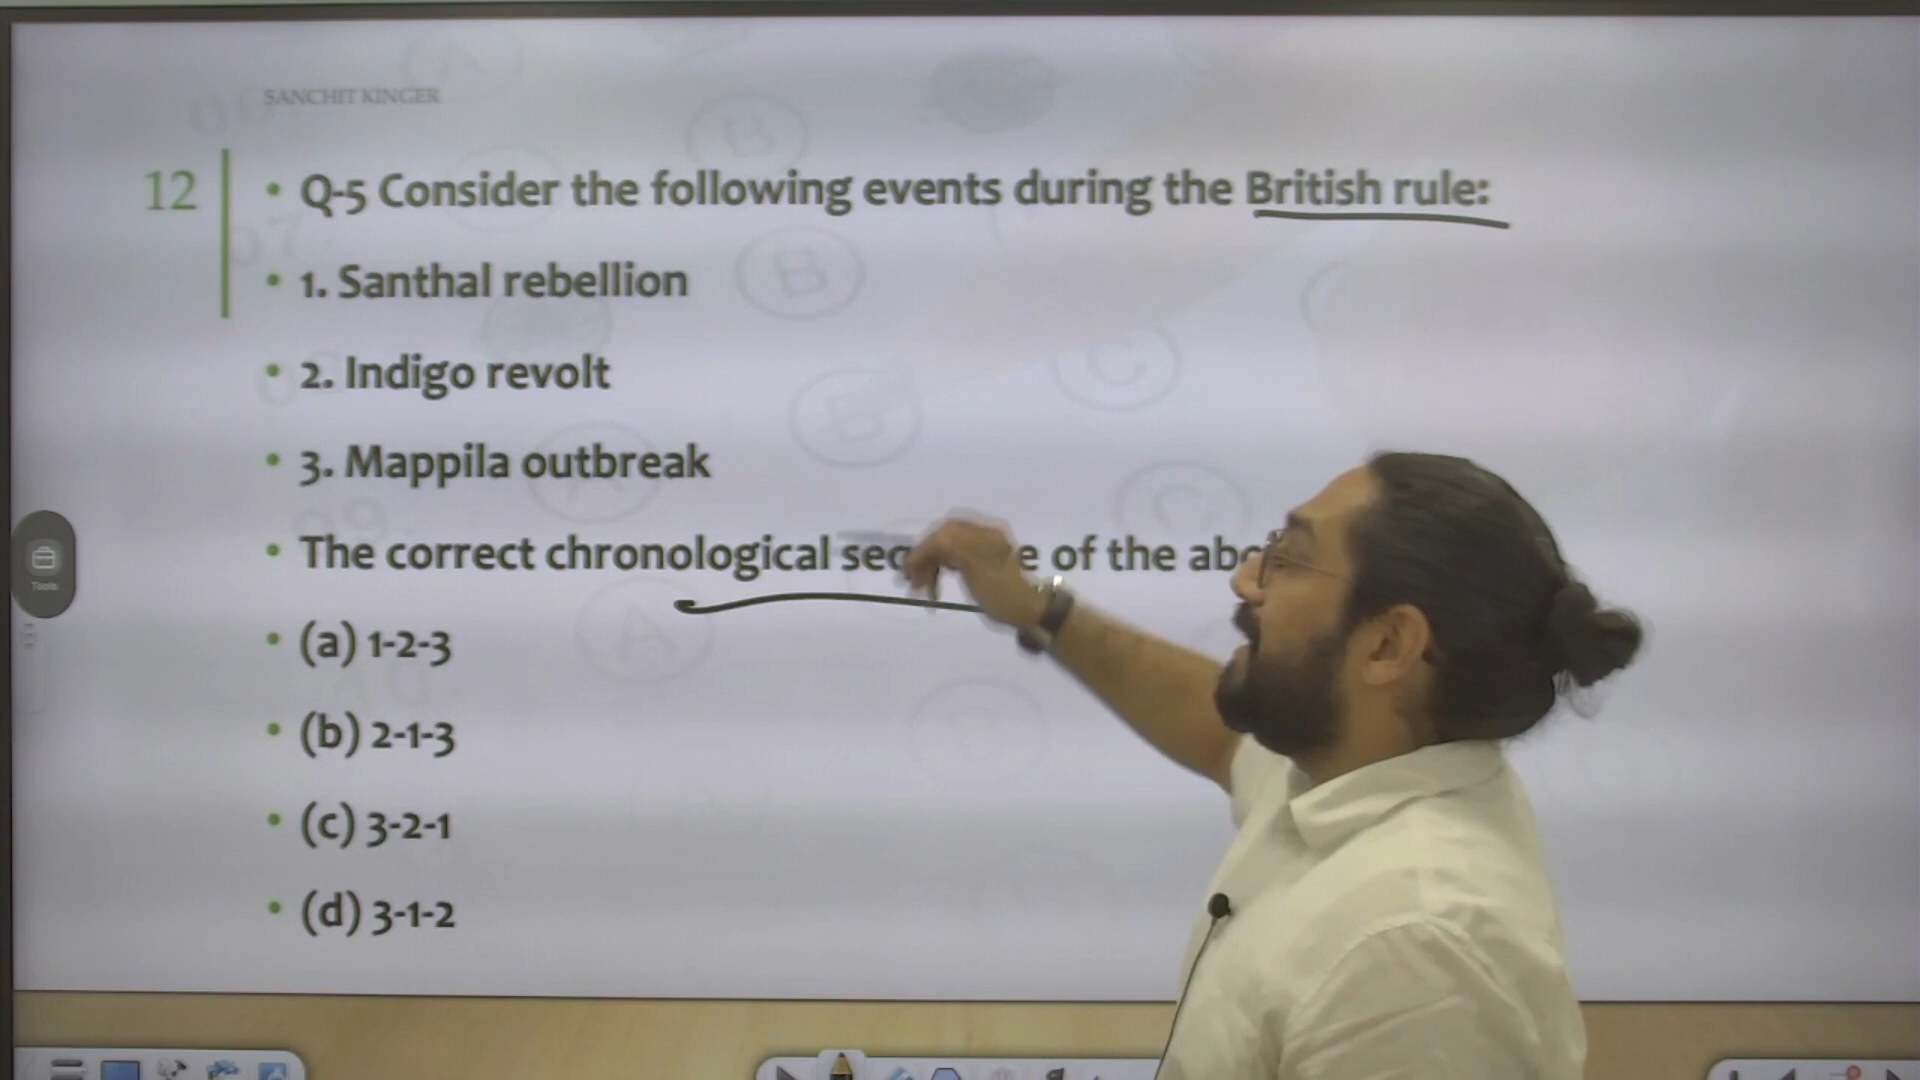 SANCHIT KINGER
12
• Q-5 Consider the following events during the British rule:
• 1. Santhal rebellion
• 2. Indigo revolt
• 3. Mappila outbreak
• The correct chronological of the
• (a) 1-2-3
• (b) 2-1-3
• (c) 3-2-1
• (d) 3-1-2
Tools